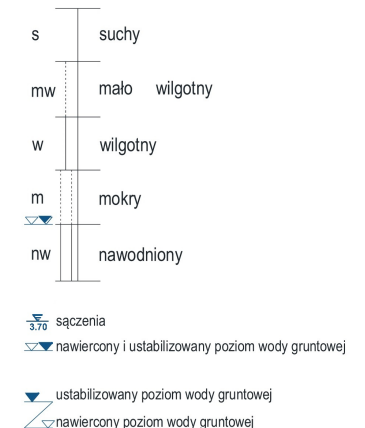 s suchy
mw mało wilgotny
w wilgotny
m mokry
nw nawodniony
3.70 sączenia
nawiercony i ustabilizowany poziom wody gruntowej
ustabilizowany poziom wody gruntowej
nawiercony poziom wody gruntowej